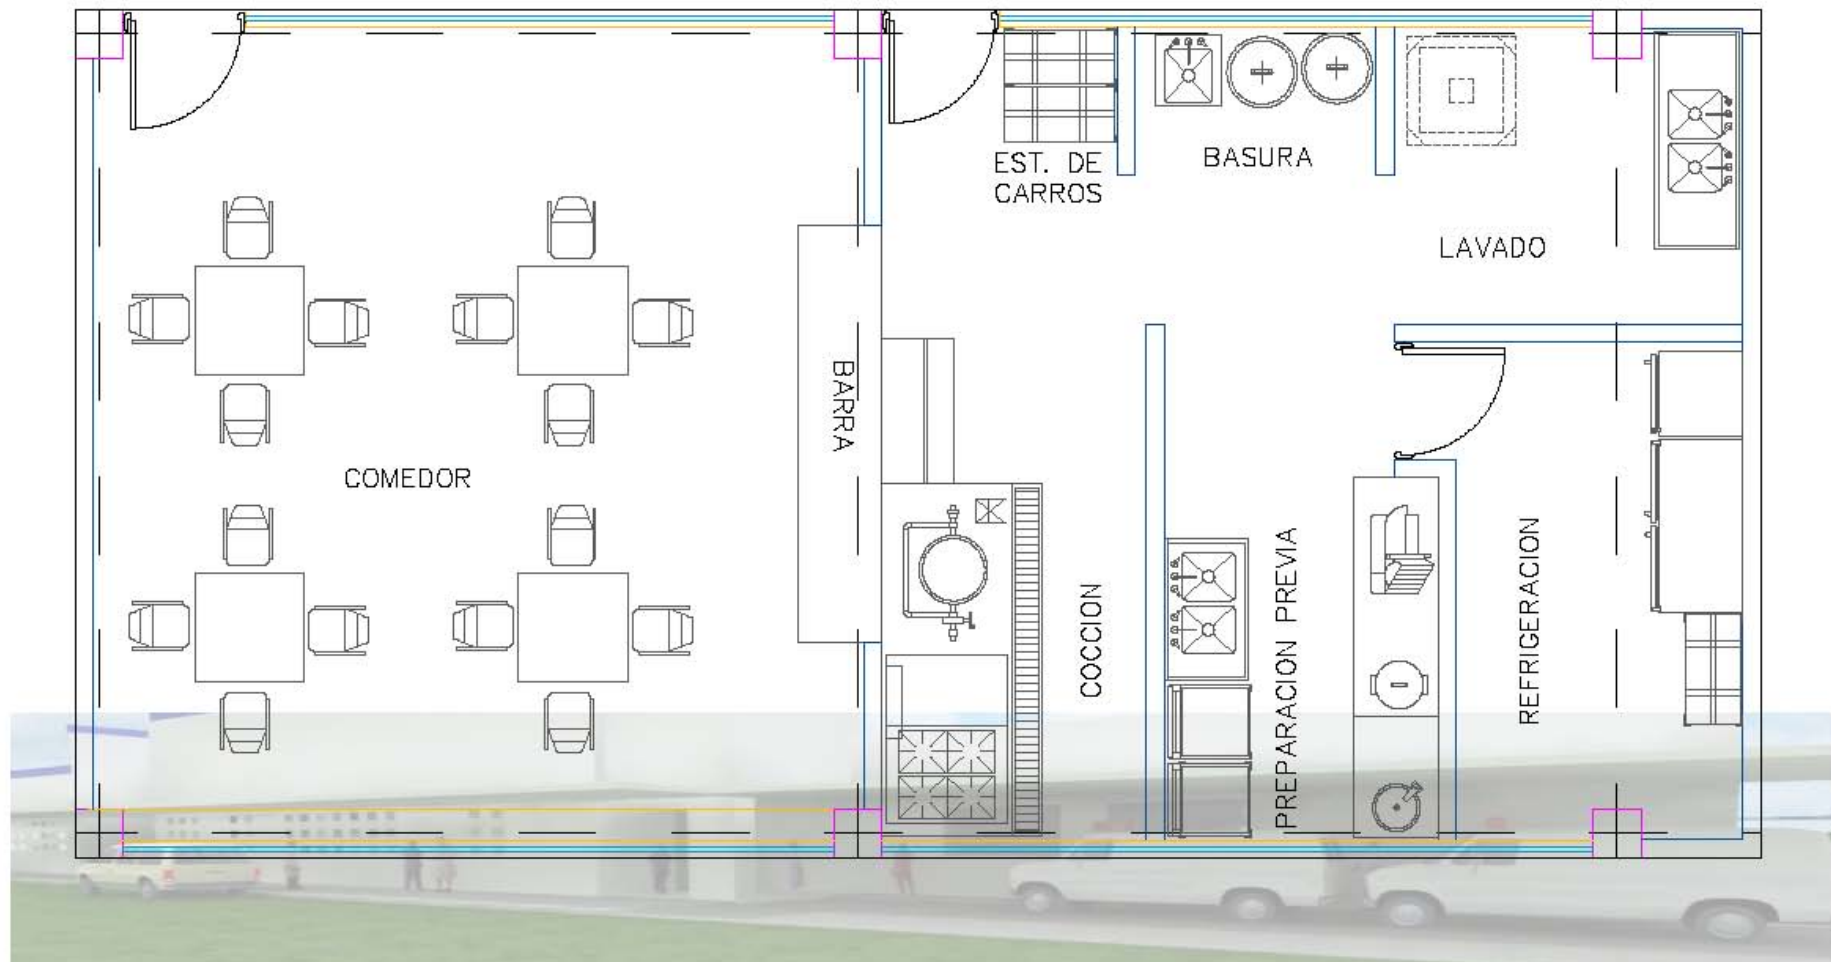 EST. DE
CARROS
BASURA
LAVADO
BARRA
COMEDOR
COCCION
PREPARACION PREVIA
REFRIGERACION